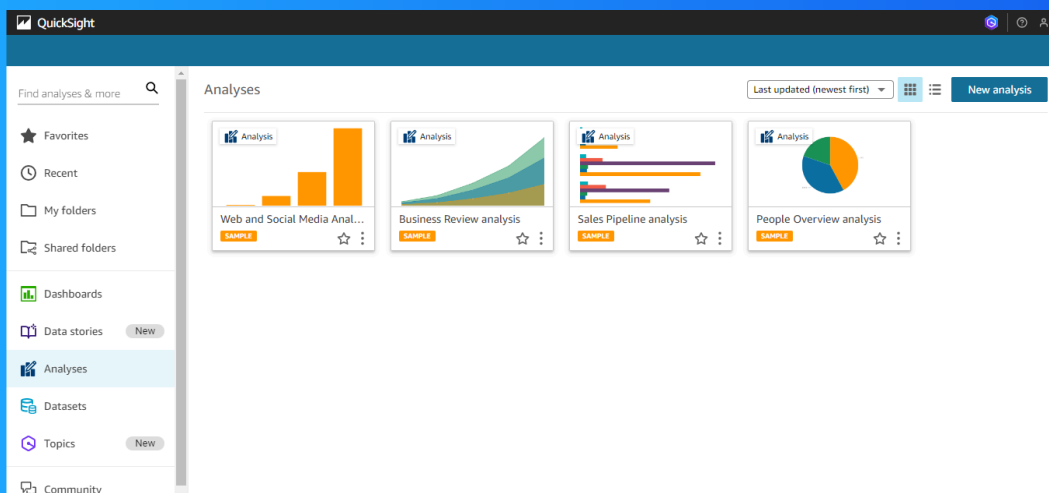 QuickSight
Find analyses & more
Favorites
Recent
My folders
Shared folders
Dashboards
Data stories New
Analyses
Datasets
Topics New
Community
Analyses
Last updated (newest first)
New analysis
Analysis
Web and Social Media Anal...
SAMPLE
Analysis
Business Review analysis
SAMPLE
Analysis
Sales Pipeline analysis
SAMPLE
Analysis
People Overview analysis
SAMPLE